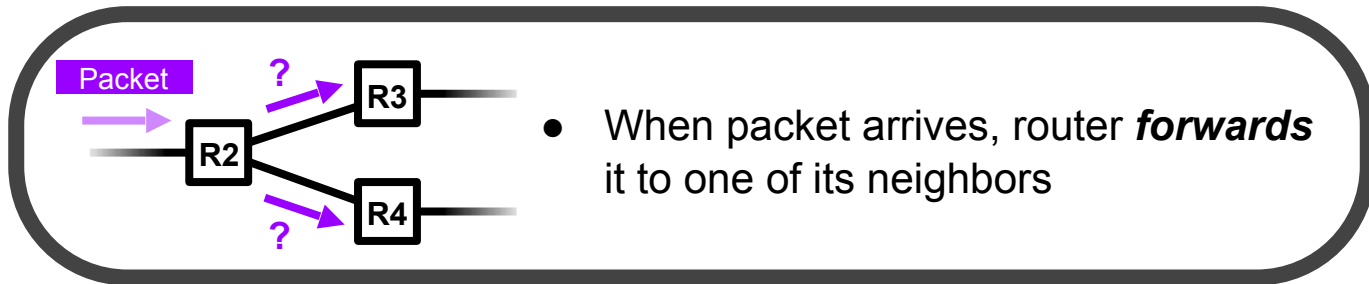 Packet
?
R3
R2
R4
?
● When packet arrives, router forwards
it to one of its neighbors